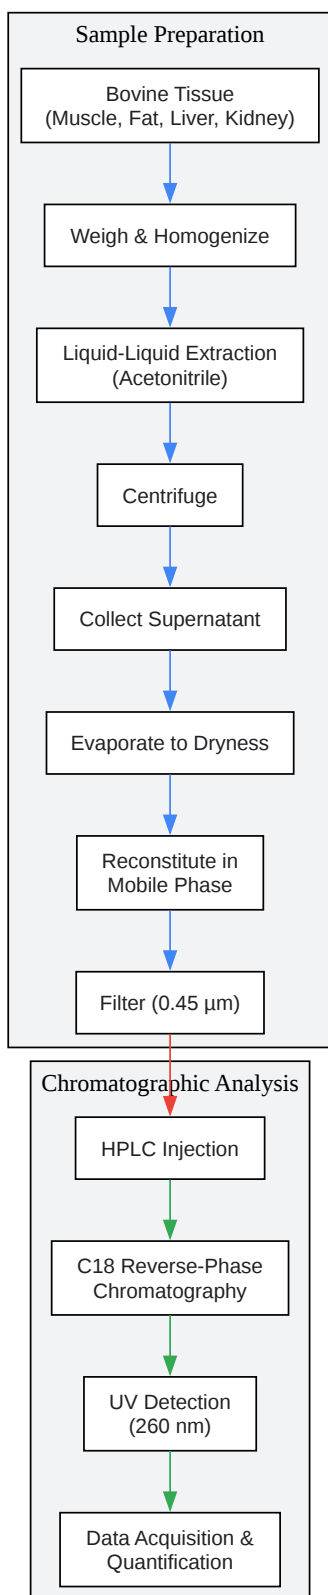 Sample Preparation
Bovine Tissue
(Muscle, Fat, Liver, Kidney)
Weigh & Homogenize
Liquid-Liquid Extraction
(Acetonitrile)
Centrifuge
Collect Supernatant
Evaporate to Dryness
Reconstitute in
Mobile Phase
Filter (0.45 µm)
Chromatographic Analysis
HPLC Injection
C18 Reverse-Phase
Chromatography
UV Detection
(260 nm)
Data Acquisition &
Quantification